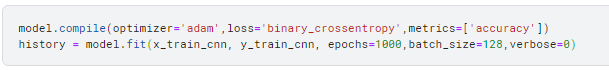 model.compile(optimizer='adam',loss='binary_crossentropy',metrics=['accuracy'])
history = model.fit(x_train_cnn, y_train_cnn, epochs=1000,batch_size=128,verbose=0)